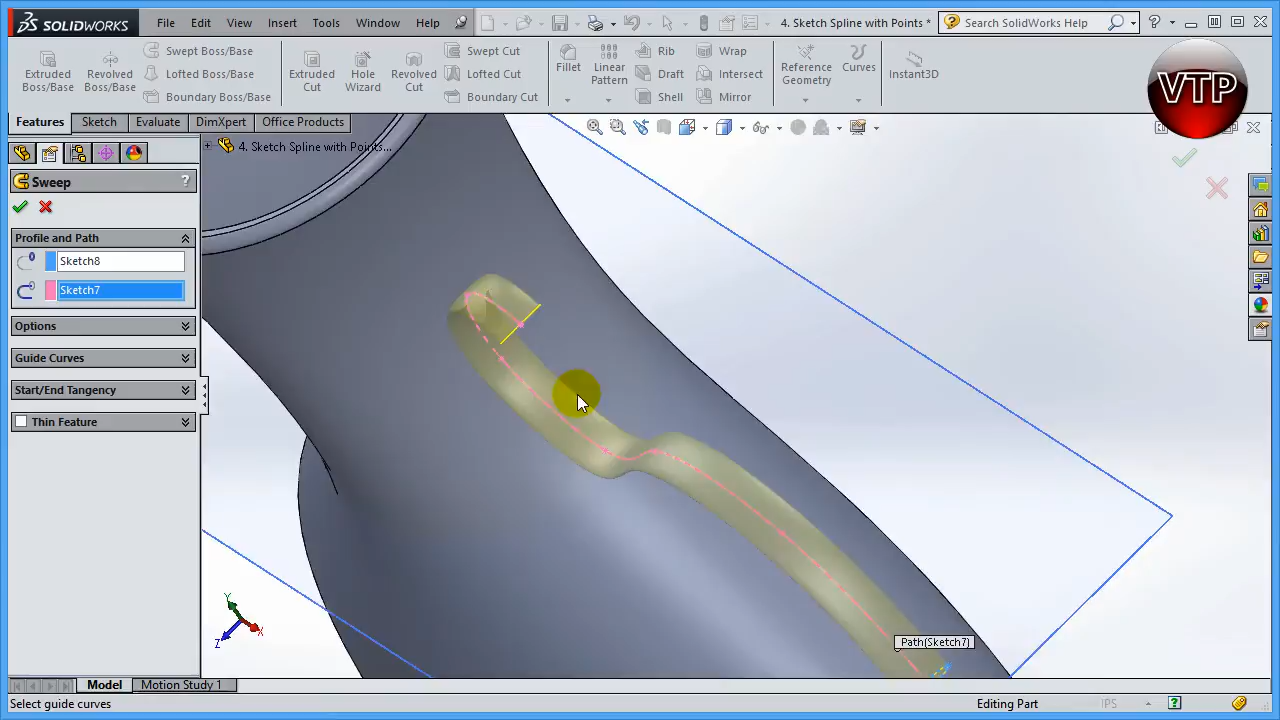 SOLIDWORKS
File Edit View Insert Tools Window Help
4. Sketch Spline with Points *
Search SolidWorks Help
VTP
Extruded Boss/Base
Revolved Boss/Base
Swept Boss/Base
Lofted Boss/Base
Boundary Boss/Base
Extruded Cut
Hole Wizard
Revolved Cut
Swept Cut
Lofted Cut
Boundary Cut
Fillet
Linear Pattern
Rib
Draft
Shell
Wrap
Intersect
Mirror
Reference Geometry
Curves
Instant3D
Features Sketch Evaluate DimXpert Office Products
4. Sketch Spline with Points...
Sweep ?
Profile and Path
Sketch8
Sketch7
Options
Guide Curves
Start/End Tangency
Thin Feature
Path(Sketch7)
Y
X
Z
Model Motion Study 1
Select guide curves
Editing Part
IPS